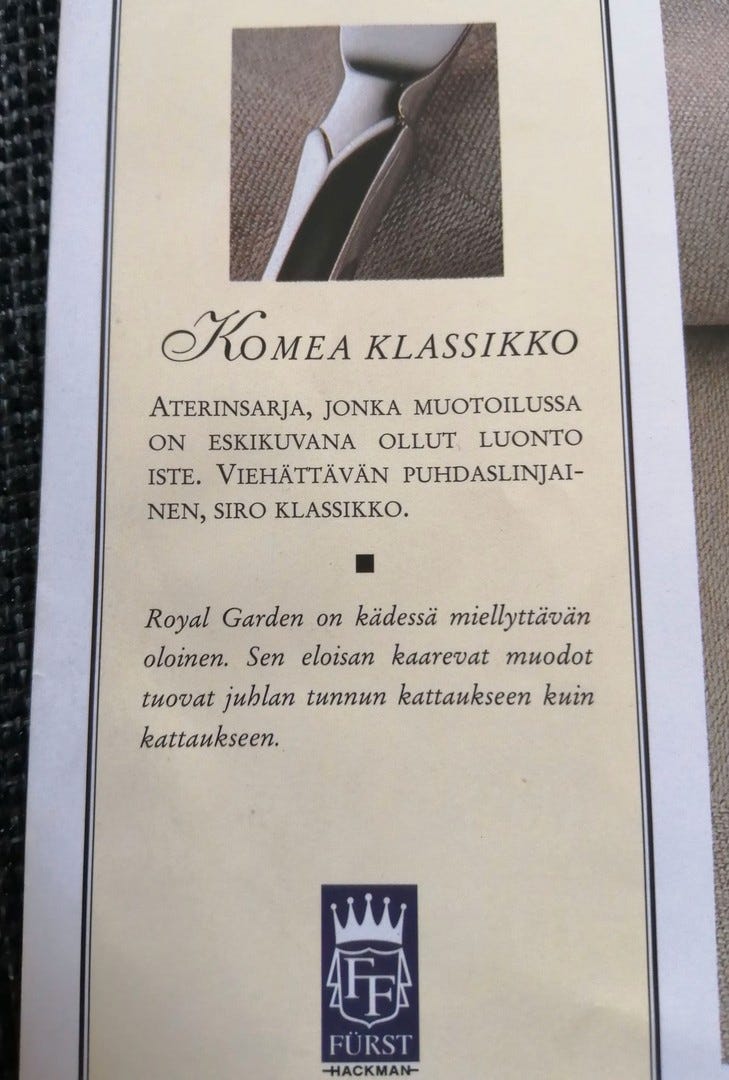 KOMEA KLASSIKKO
ATERINSARJA, JONKA MUOTOILUSSA
ON ESKIKUVANA OLLUT LUONTO
ISTE. VIEHÄTTÄVÄN PUHDASLINJAI-
NEN, SIRO KLASSIKKO.
Royal Garden on kädessä miellyttävän
oloinen. Sen eloisan kaarevat muodot
tuovat juhlan tunnun kattaukseen kuin
kattaukseen.
FF
FÜRST
HACKMAN